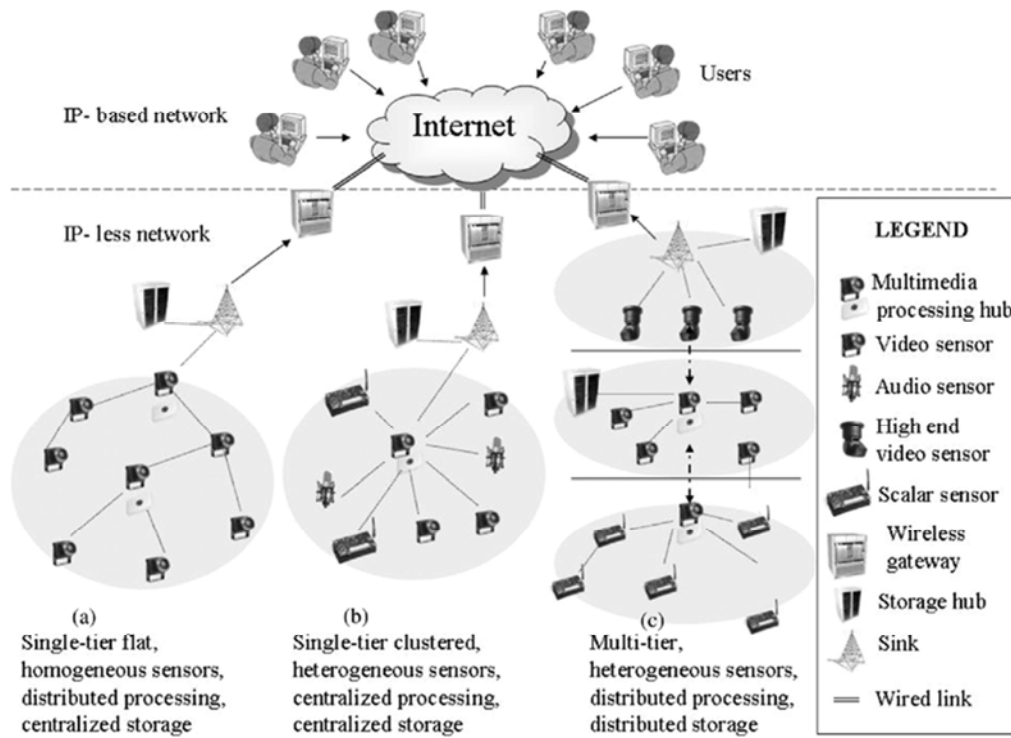 Users
IP- based network
Internet
IP- less network
LEGEND
Multimedia
processing hub
Video sensor
Audio sensor
High end
video sensor
Scalar sensor
Wireless
gateway
Storage hub
Sink
Wired link
(a)
Single-tier flat,
homogeneous sensors,
distributed processing,
centralized storage
(b)
Single-tier clustered,
heterogeneous sensors,
centralized processing,
centralized storage
(c)
Multi-tier,
heterogeneous sensors,
distributed processing,
distributed storage